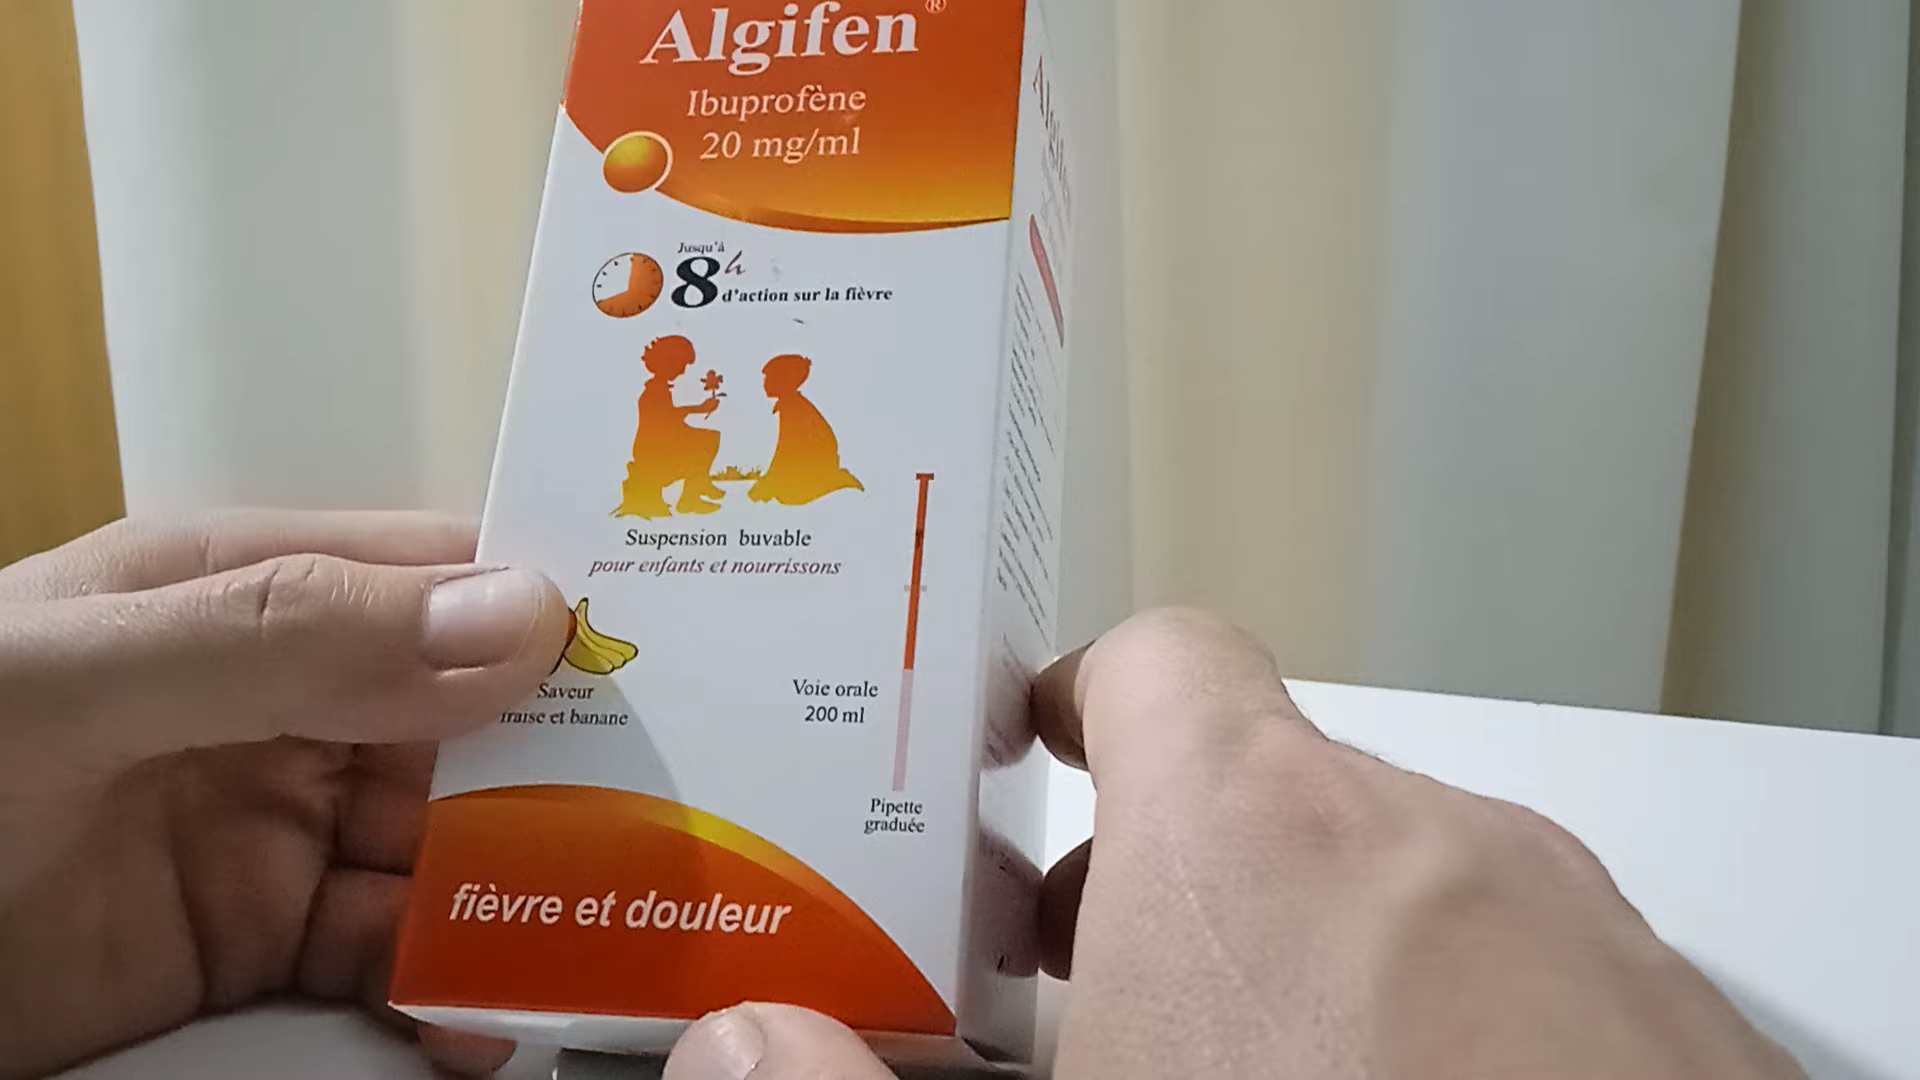 Algifen®
Ibuprofène
20 mg/ml
Jusqu'à
8h
d'action sur la fièvre
Suspension buvable
pour enfants et nourrissons
Saveur
fraise et banane
Voie orale
200 ml
Pipette
graduée
fièvre et douleur